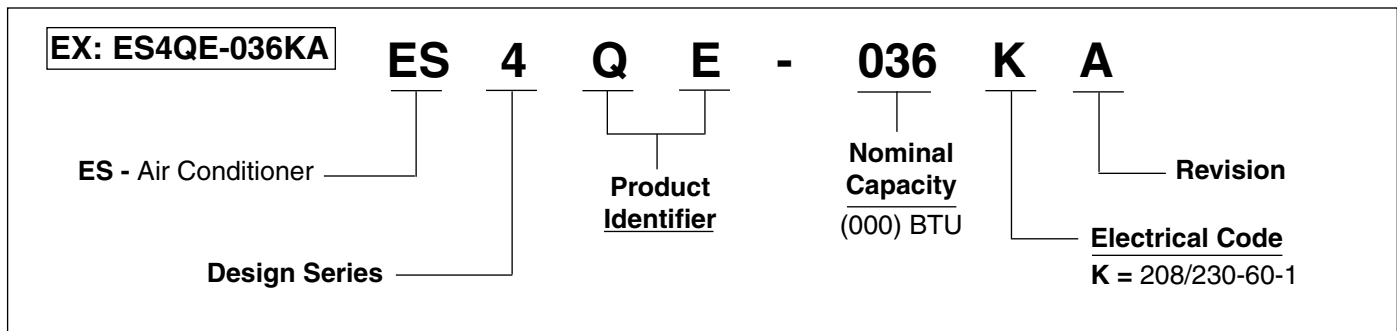 EX: ES4QE-036KA
ES 4 Q E - 036 K A
ES - Air Conditioner
Product
Identifier
Design Series
Nominal
Capacity
(000) BTU
Revision
Electrical Code
K = 208/230-60-1